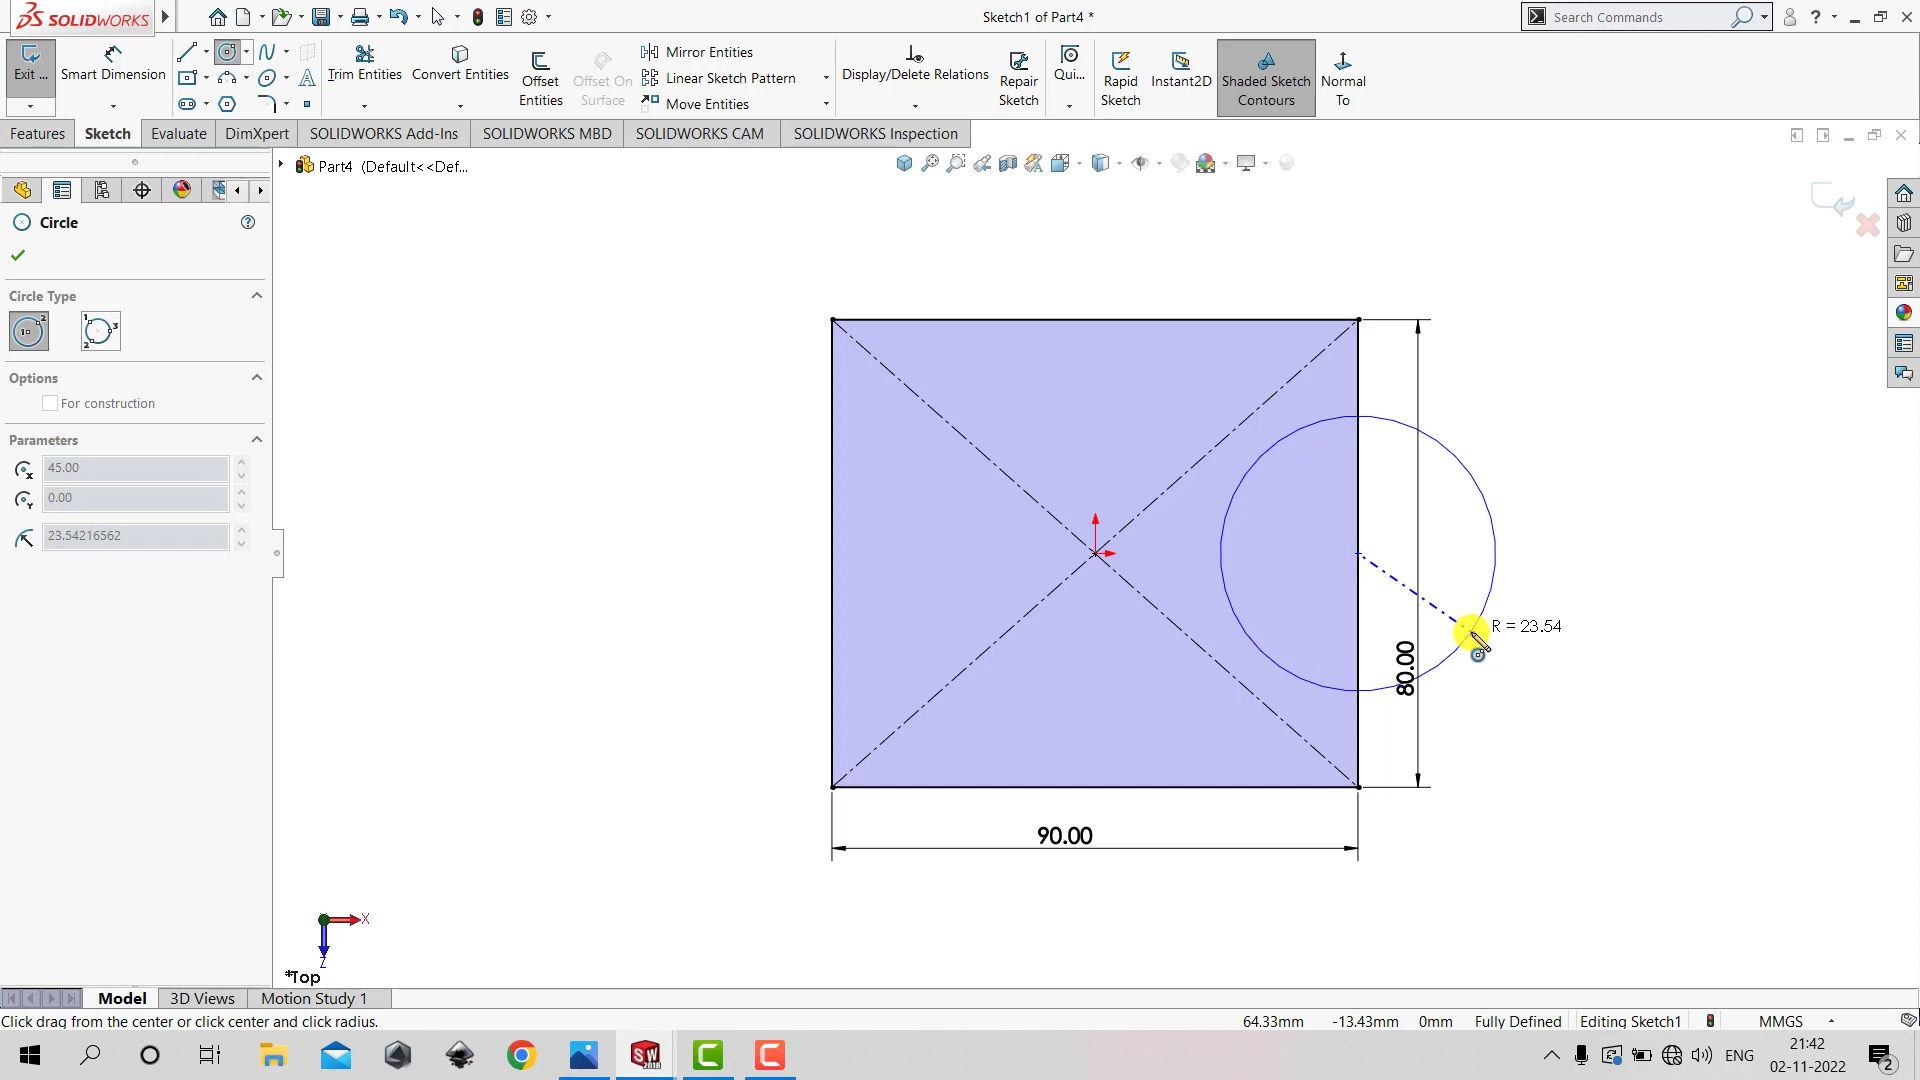 SOLIDWORKS
Sketch1 of Part4 *
Search Commands
Exit ...
Smart Dimension
Trim Entities
Convert Entities
Offset Entities
Offset On Surface
Mirror Entities
Linear Sketch Pattern
Move Entities
Display/Delete Relations
Repair Sketch
Qui...
Rapid Sketch
Instant2D
Shaded Sketch Contours
Normal To
Features
Sketch
Evaluate
DimXpert
SOLIDWORKS Add-Ins
SOLIDWORKS MBD
SOLIDWORKS CAM
SOLIDWORKS Inspection
Part4 (Default<<Def...
Circle
Circle Type
Options
For construction
Parameters
45.00
0.00
23.54216562
R = 23.54
80.00
90.00
X
Z
*Top
Model
3D Views
Motion Study 1
Click drag from the center or click center and click radius.
64.33mm
-13.43mm
0mm
Fully Defined
Editing Sketch1
MMGS
ENG
21:42
02-11-2022
2